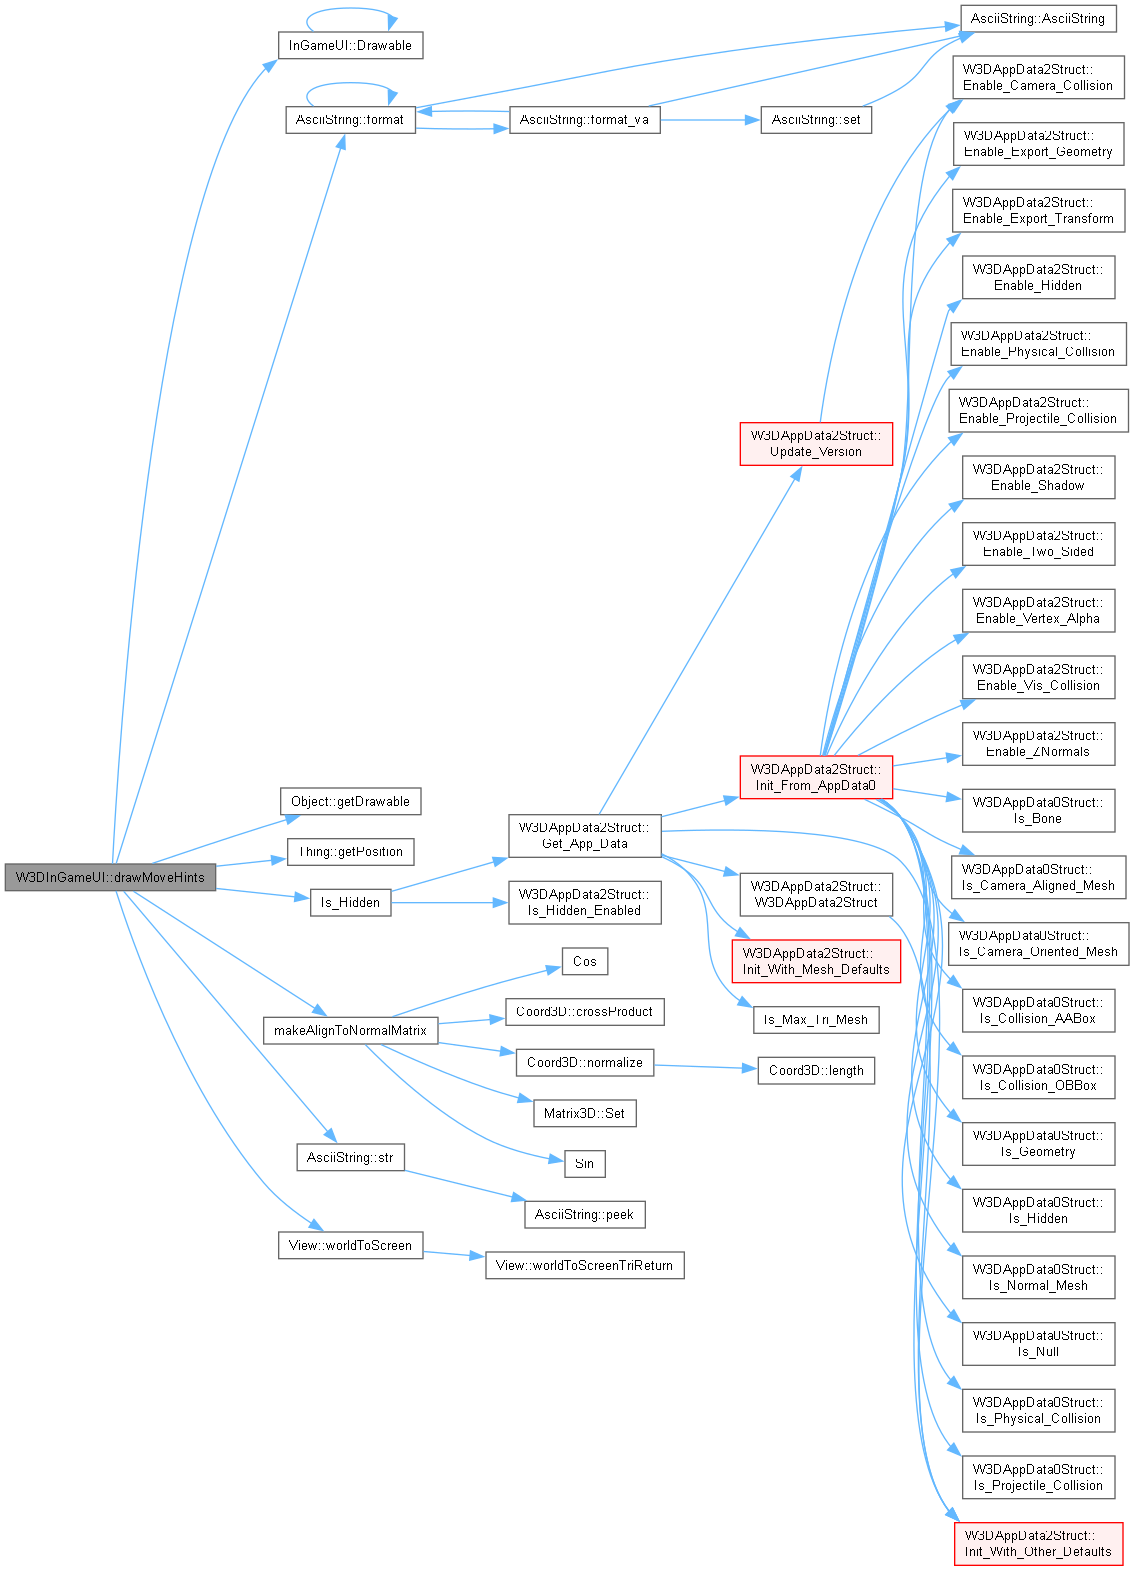 W3DInGameUI::drawMoveHints
InGameUI::Drawable
AsciiString::format
Object::getDrawable
Thing::getPosition
Is_Hidden
makeAlignToNormalMatrix
AsciiString::str
View::worldToScreen
AsciiString::format_va
W3DAppData2Struct::
Get_App_Data
W3DAppData2Struct::
Is_Hidden_Enabled
Cos
Coord3D::crossProduct
Coord3D::normalize
Matrix3D::Set
Sin
AsciiString::peek
View::worldToScreenTriReturn
AsciiString::set
W3DAppData2Struct::
Update_Version
W3DAppData2Struct::
Init_From_AppData0
W3DAppData2Struct::
W3DAppData2Struct
W3DAppData2Struct::
Init_With_Mesh_Defaults
Is_Max_Tri_Mesh
Coord3D::length
AsciiString::AsciiString
W3DAppData2Struct::
Enable_Camera_Collision
W3DAppData2Struct::
Enable_Export_Geometry
W3DAppData2Struct::
Enable_Export_Transform
W3DAppData2Struct::
Enable_Hidden
W3DAppData2Struct::
Enable_Physical_Collision
W3DAppData2Struct::
Enable_Projectile_Collision
W3DAppData2Struct::
Enable_Shadow
W3DAppData2Struct::
Enable_Two_Sided
W3DAppData2Struct::
Enable_Vertex_Alpha
W3DAppData2Struct::
Enable_Vis_Collision
W3DAppData2Struct::
Enable_ZNormals
W3DAppData0Struct::
Is_Bone
W3DAppData0Struct::
Is_Camera_Aligned_Mesh
W3DAppData0Struct::
Is_Camera_Oriented_Mesh
W3DAppData0Struct::
Is_Collision_AABox
W3DAppData0Struct::
Is_Collision_OBBox
W3DAppData0Struct::
Is_Geometry
W3DAppData0Struct::
Is_Hidden
W3DAppData0Struct::
Is_Normal_Mesh
W3DAppData0Struct::
Is_Null
W3DAppData0Struct::
Is_Physical_Collision
W3DAppData0Struct::
Is_Projectile_Collision
W3DAppData2Struct::
Init_With_Other_Defaults